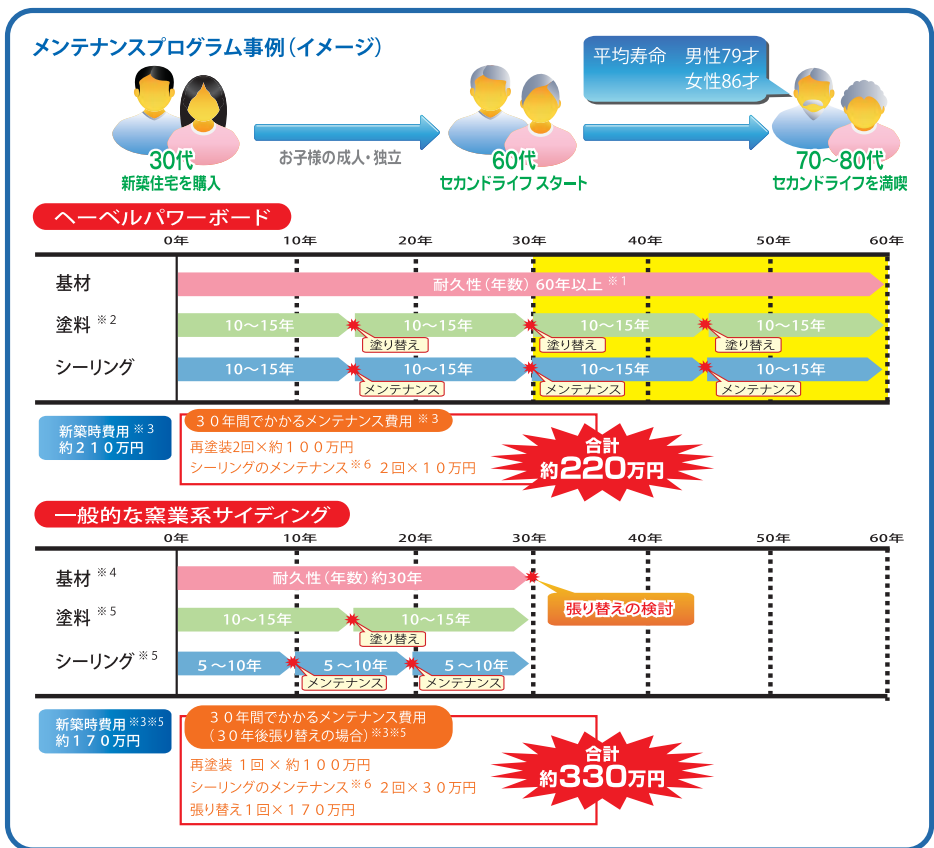 メンテナンスプログラム事例(イメージ)
平均寿命 男性79才
女性86才
30代
新築住宅を購入
お子様の成人・独立
60代
セカンドライフ スタート
70〜80代
セカンドライフを満喫
ヘーベルパワーボード
0年 10年 20年 30年 40年 50年 60年
基材
耐久性(年数) 60年以上 ※1
塗料 ※2
10〜15年 10〜15年 10〜15年 10〜15年
塗り替え 塗り替え 塗り替え
シーリング
10〜15年 10〜15年 10〜15年 10〜15年
メンテナンス メンテナンス メンテナンス
新築時費用 ※3
約210万円
30年間でかかるメンテナンス費用 ※3
再塗装2回×約100万円
シーリングのメンテナンス※6 2回×10万円
合計
約220万円
一般的な窯業系サイディング
0年 10年 20年 30年 40年 50年 60年
基材 ※4
耐久性(年数)約30年
張り替えの検討
塗料 ※5
10〜15年 10〜15年
塗り替え
シーリング ※5
5〜10年 5〜10年 5〜10年
メンテナンス メンテナンス
新築時費用 ※3※5
約170万円
30年間でかかるメンテナンス費用
(30年後張り替えの場合)※3※5
再塗装 1回 × 約100万円
シーリングのメンテナンス※6 2回×30万円
張り替え1回×170万円
合計
約330万円